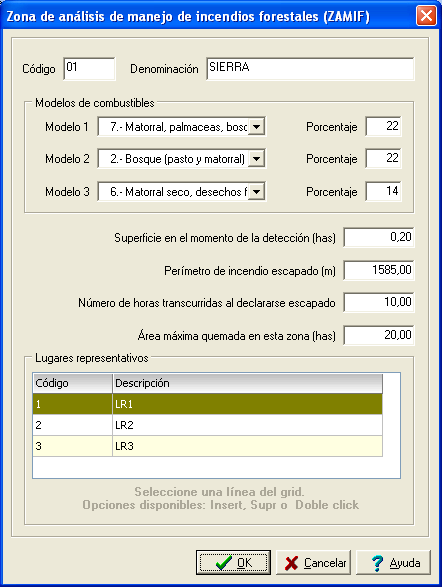 Zona de análisis de manejo de incendios forestales (ZAMIF)
Código 01 Denominación SIERRA
Modelos de combustibles
Modelo 1 7.- Matorral, palmaceas, bosq Porcentaje 22
Modelo 2 2.- Bosque (pasto y matorral) Porcentaje 22
Modelo 3 6.- Matorral seco, desechos f Porcentaje 14
Superficie en el momento de la detección (has) 0,20
Perímetro de incendio escapado (m) 1585,00
Número de horas transcurridas al declararse escapado 10,00
Área máxima quemada en esta zona (has) 20,00
Lugares representativos
Código Descripción
1 LR1
2 LR2
3 LR3
Seleccione una línea del grid.
Opciones disponibles: Insert, Supr o Doble click
OK Cancelar Ayuda